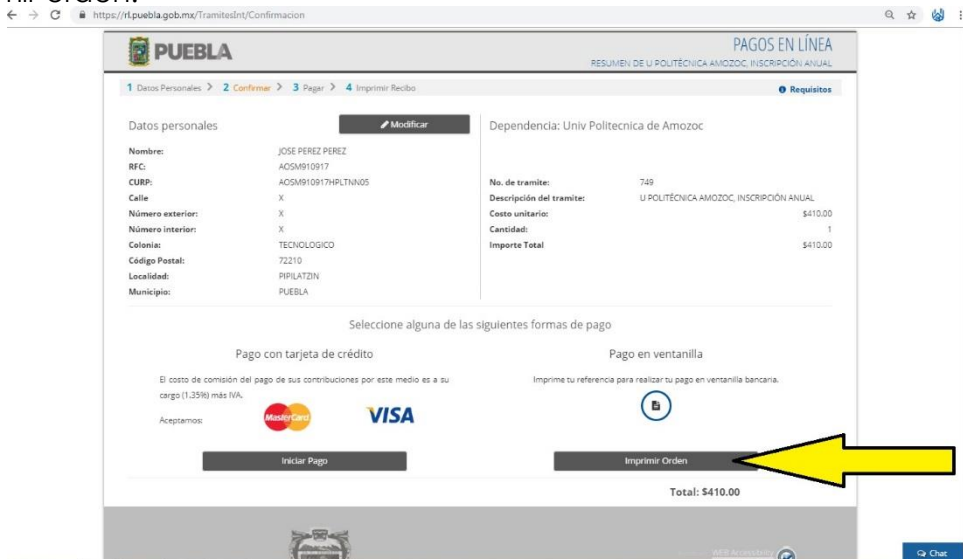 https://rl.puebla.gob.mx/TramitesInt/Confirmacion
PUEBLA
PAGOS EN LÍNEA
RESUMEN DE U POLITÉCNICA AMOZOC, INSCRIPCIÓN ANUAL
1 Datos Personales > 2 Confirmar > 3 Pagar > 4 Imprimir Recibo
Requisitos
Datos personales
Modificar
Nombre: JOSE PEREZ PEREZ
RFC: AOSM910917
CURP: AOSM910917HPLTNN05
Calle X
Número exterior: X
Número interior: X
Colonia: TECNOLOGICO
Código Postal: 72210
Localidad: PIPILATZIN
Municipio: PUEBLA
Dependencia: Univ Politecnica de Amozoc
No. de tramite: 749
Descripción del tramite: U POLITÉCNICA AMOZOC, INSCRIPCIÓN ANUAL
Costo unitario: $410.00
Cantidad: 1
Importe Total $410.00
Seleccione alguna de las siguientes formas de pago
Pago con tarjeta de crédito
El costo de comisión del pago de sus contribuciones por este medio es a su
cargo (1.35%) más IVA.
Aceptamos:
MasterCard
VISA
Iniciar Pago
Pago en ventanilla
Imprime tu referencia para realizar tu pago en ventanilla bancaria.
Imprimir Orden
Total: $410.00
WEB Accessibility
Chat